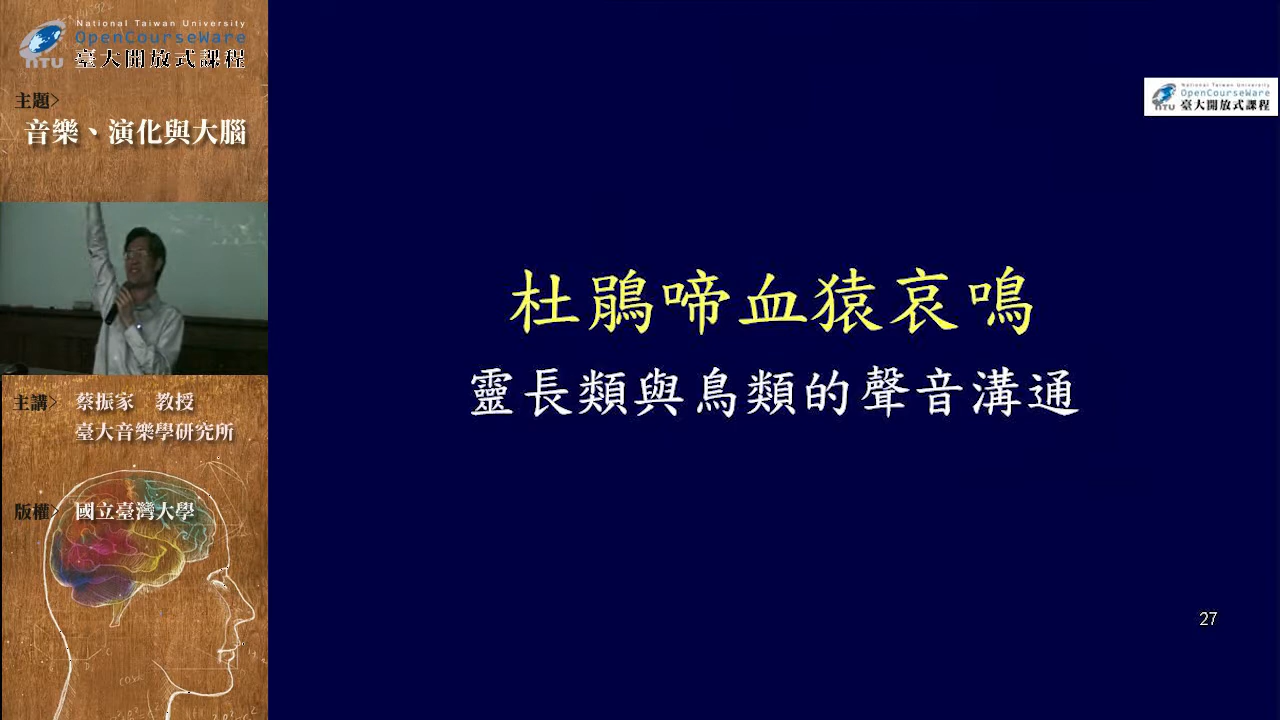 National Taiwan University
OpenCourseWare
臺大開放式課程
NTU
主題>
音樂、演化與大腦
主講> 蔡振家 教授
臺大音樂學研究所
版權> 國立臺灣大學
National Taiwan University
OpenCourseWare
臺大開放式課程
NTU
杜鵑啼血猿哀鳴
靈長類與鳥類的聲音溝通
27